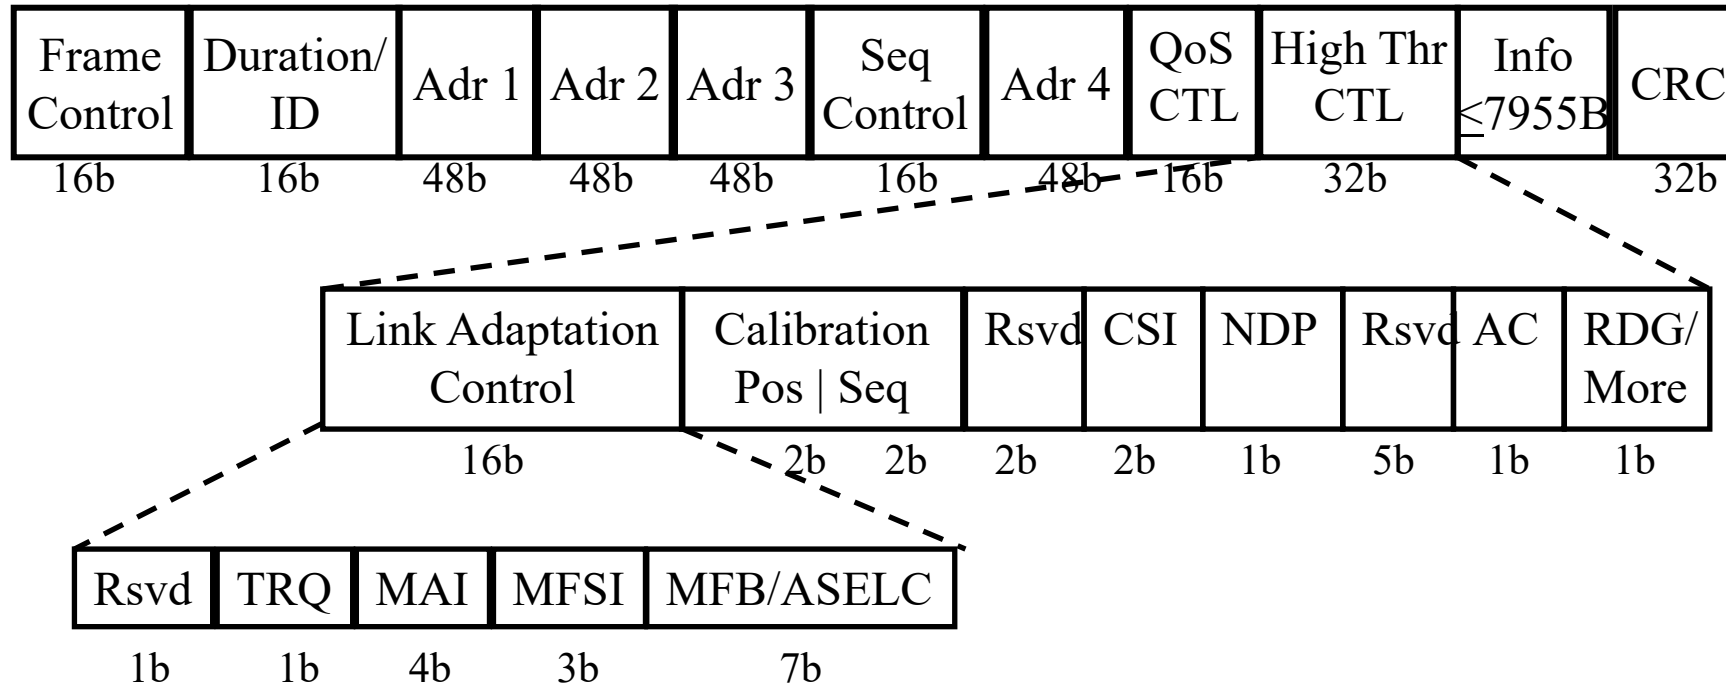 Frame Control
Duration/ ID
Adr 1
Adr 2
Adr 3
Seq Control
Adr 4
QoS CTL
High Thr CTL
Info ≤7955B
CRC
16b 16b 48b 48b 48b 16b 48b 16b 32b 32b
Link Adaptation Control
Calibration Pos | Seq
Rsvd
CSI
NDP
Rsvd
AC
RDG/ More
16b 2b 2b 2b 2b 1b 5b 1b 1b
Rsvd TRQ MAI MFSI MFB/ASELC
1b 1b 4b 3b 7b